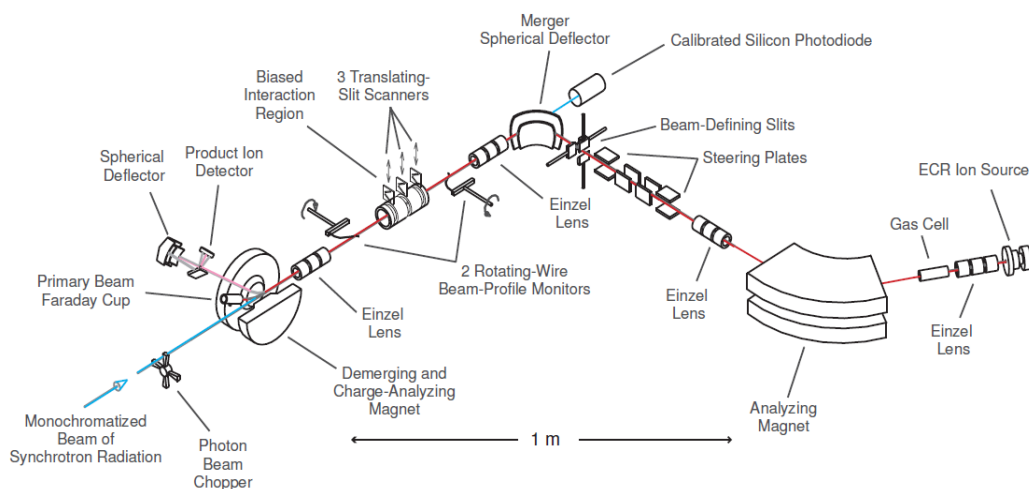 Merger
Spherical Deflector
Calibrated Silicon Photodiode
Biased
Interaction
Region
3 Translating-
Slit Scanners
Beam-Defining Slits
Steering Plates
Spherical
Deflector
Product Ion
Detector
ECR Ion Source
Einzel
Lens
Gas Cell
Primary Beam
Faraday Cup
2 Rotating-Wire
Beam-Profile Monitors
Einzel
Lens
Einzel
Lens
Einzel
Lens
Demerging and
Charge-Analyzing
Magnet
Analyzing
Magnet
Monochromatized
Beam of
Synchrotron Radiation
Photon
Beam
Chopper
1 m